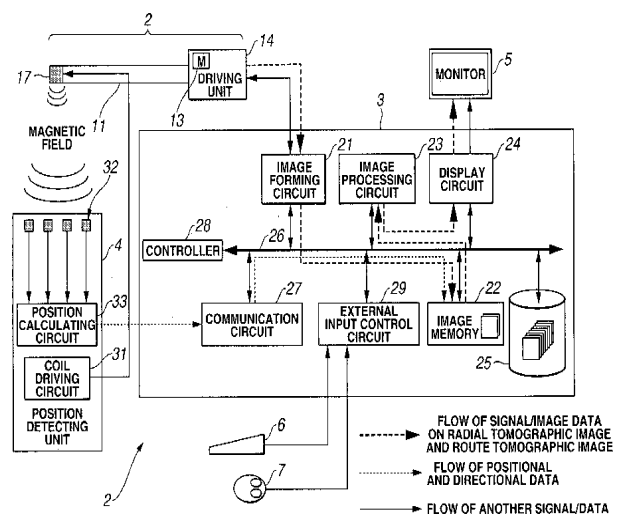 2
14
M
DRIVING
UNIT
13
17
11
MAGNETIC
FIELD
32
4
POSITION
CALCULATING
CIRCUIT
33
COIL
DRIVING
CIRCUIT
31
POSITION
DETECTING
UNIT
2
5
MONITOR
3
21
IMAGE
FORMING
CIRCUIT
23
IMAGE
PROCESSING
CIRCUIT
24
DISPLAY
CIRCUIT
28
CONTROLLER
26
27
COMMUNICATION
CIRCUIT
29
EXTERNAL
INPUT CONTROL
CIRCUIT
22
IMAGE
MEMORY
25
6
7
FLOW OF SIGNAL/IMAGE DATA
ON RADIAL TOMOGRAPHIC IMAGE
AND ROUTE TOMOGRAPHIC IMAGE
FLOW OF POSITIONAL
AND DIRECTIONAL DATA
FLOW OF ANOTHER SIGNAL/DATA